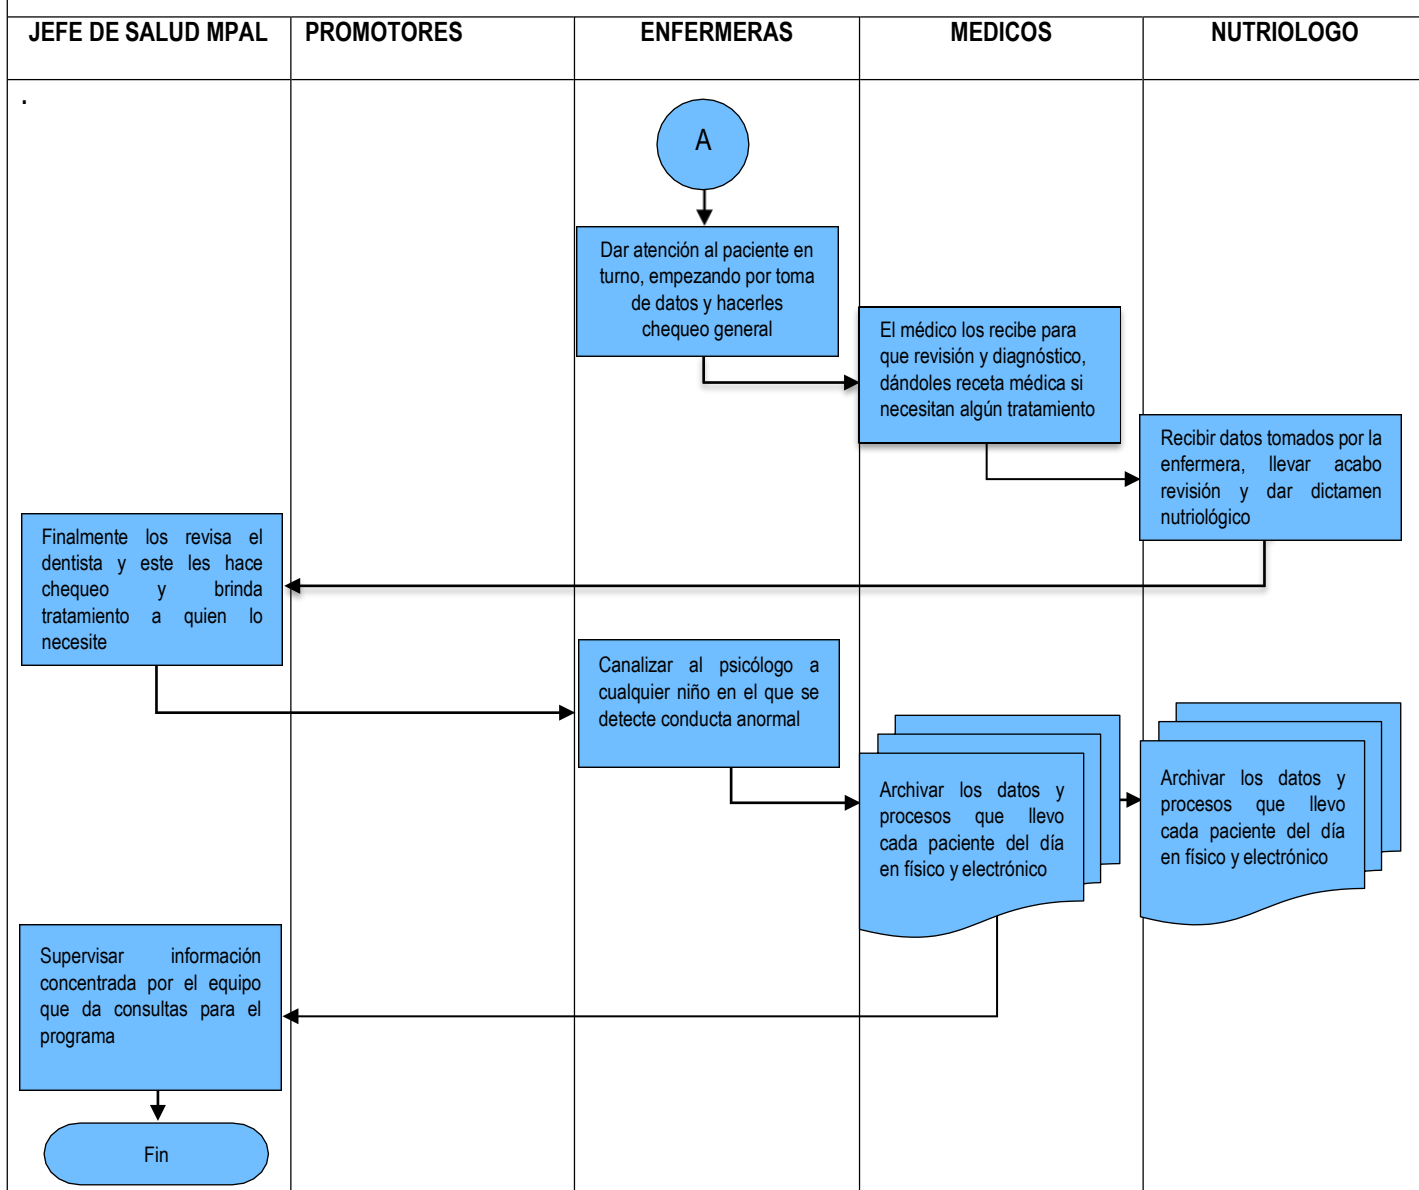 JEFE DE SALUD MPAL
PROMOTORES
ENFERMERAS
MEDICOS
NUTRIOLOGO
.
A
Dar atención al paciente en
turno, empezando por toma
de datos y hacerles
chequeo general
El médico los recibe para
que revisión y diagnóstico,
dándoles receta médica si
necesitan algún tratamiento
Recibir datos tomados por la
enfermera, llevar acabo
revisión y dar dictamen
nutriológico
Finalmente los revisa el
dentista y este les hace
chequeo y brinda
tratamiento a quien lo
necesite
Canalizar al psicólogo a
cualquier niño en el que se
detecte conducta anormal
Archivar los datos y
procesos que llevo
cada paciente del día
en físico y electrónico
Archivar los datos y
procesos que llevo
cada paciente del día
en físico y electrónico
Supervisar información
concentrada por el equipo
que da consultas para el
programa
Fin